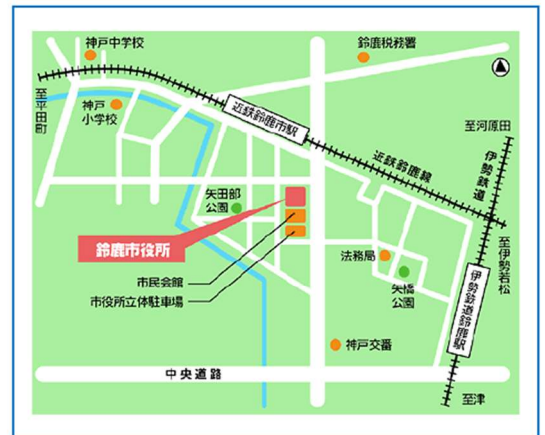 神戸中学校
鈴鹿税務署
至平田町
神戸
小学校
近鉄鈴鹿市駅
至河原田
近鉄鈴鹿線
伊勢鉄道
矢田部
公園
鈴鹿市役所
市民会館
市役所立体駐車場
法務局
矢橋
公園
至伊勢若松
伊勢鉄道鈴鹿駅
神戸交番
中央道路
至津